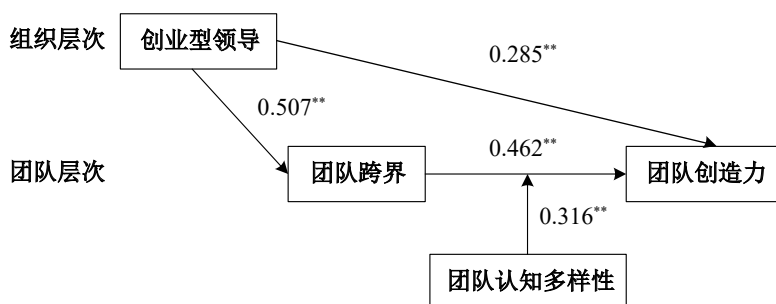 组织层次
创业型领导
0.285**
0.507**
团队层次
团队跨界
0.462**
团队创造力
0.316**
团队认知多样性